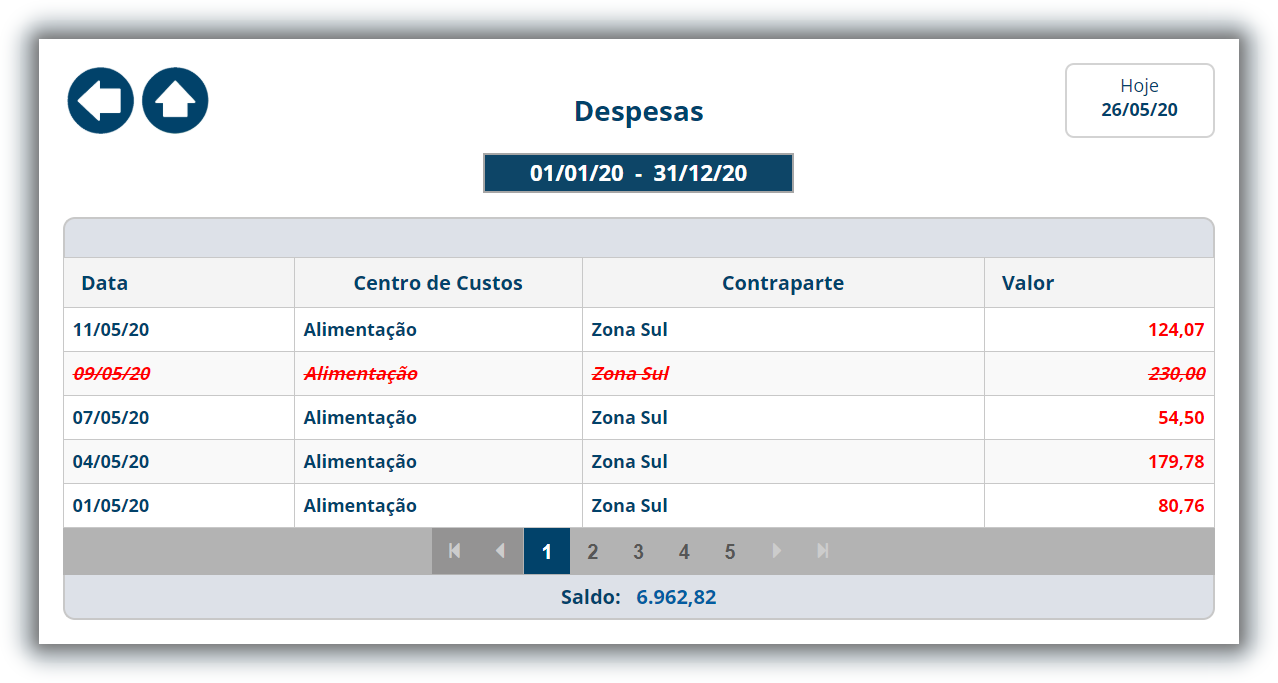 Hoje
26/05/20
Despesas
01/01/20 - 31/12/20
Data Centro de Custos Contraparte Valor
11/05/20 Alimentação Zona Sul 124,07
09/05/20 Alimentação Zona Sul 230,00
07/05/20 Alimentação Zona Sul 54,50
04/05/20 Alimentação Zona Sul 179,78
01/05/20 Alimentação Zona Sul 80,76
1 2 3 4 5
Saldo: 6.962,82